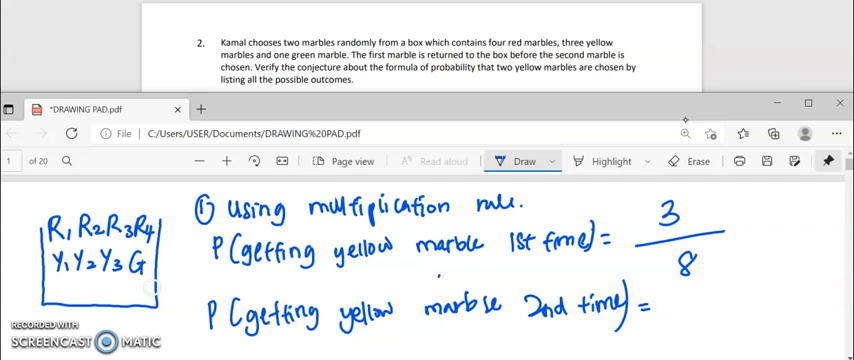 2. Kamal chooses two marbles randomly from a box which contains four red marbles, three yellow
marbles and one green marble. The first marble is returned to the box before the second marble is
chosen. Verify the conjecture about the formula of probability that two yellow marbles are chosen by
listing all the possible outcomes.
*DRAWING PAD.pdf
File C:/Users/USER/Documents/DRAWING%20PAD.pdf
1 of 20 Page view Read aloud Draw Highlight Erase
① Using multiplication rule.
R1 R2 R3 R4
Y1 Y2 Y3 G
P(getting yellow marble 1st time) = 3/8
P(getting yellow marbse 2nd time) =
RECORDED WITH
SCREENCAST MATIC